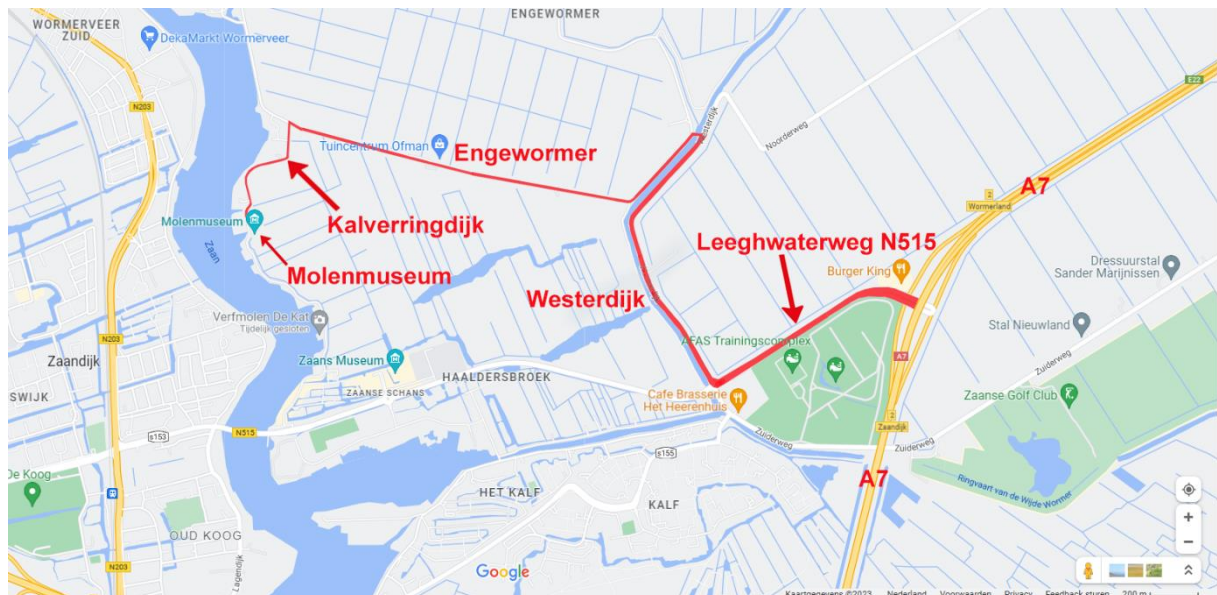 WORMERVEER
ZUID
ENGEWORMER
DekaMarkt Wormerveer
N203
E22
Westerdijk
Noorderweg
Tuincentrum Ofman
Engewormer
A7
2
Wormerland
Kalverringdijk
Molenmuseum
Zaan
Molenmuseum
Leeghwaterweg N515
Burger King
Dressuurstal
Sander Marijnissen
Westerdijk
Verfmolen De Kat
Tijdelijk gesloten
Stal Nieuwland
N203
Zaandijk
AFAS Trainingscomplex
A7
Zaans Museum
HAALDERSBROEK
Zuiderweg
ZAANSE SCHANS
Cafe Brasserie
Het Heerenhuis
Zaanse Golf Club
SWIJK
2
Zaandijk
N515
s153
Zuiderweg
Zuiderweg
s155
De Koog
A7
Ringvaart van de Wijde Wormer
HET KALF
KALF
OUD KOOG
N203
Lagendijk
Google
Kaartgegevens ©2023 Nederland Voorwaarden Privacy Feedback sturen 200 m